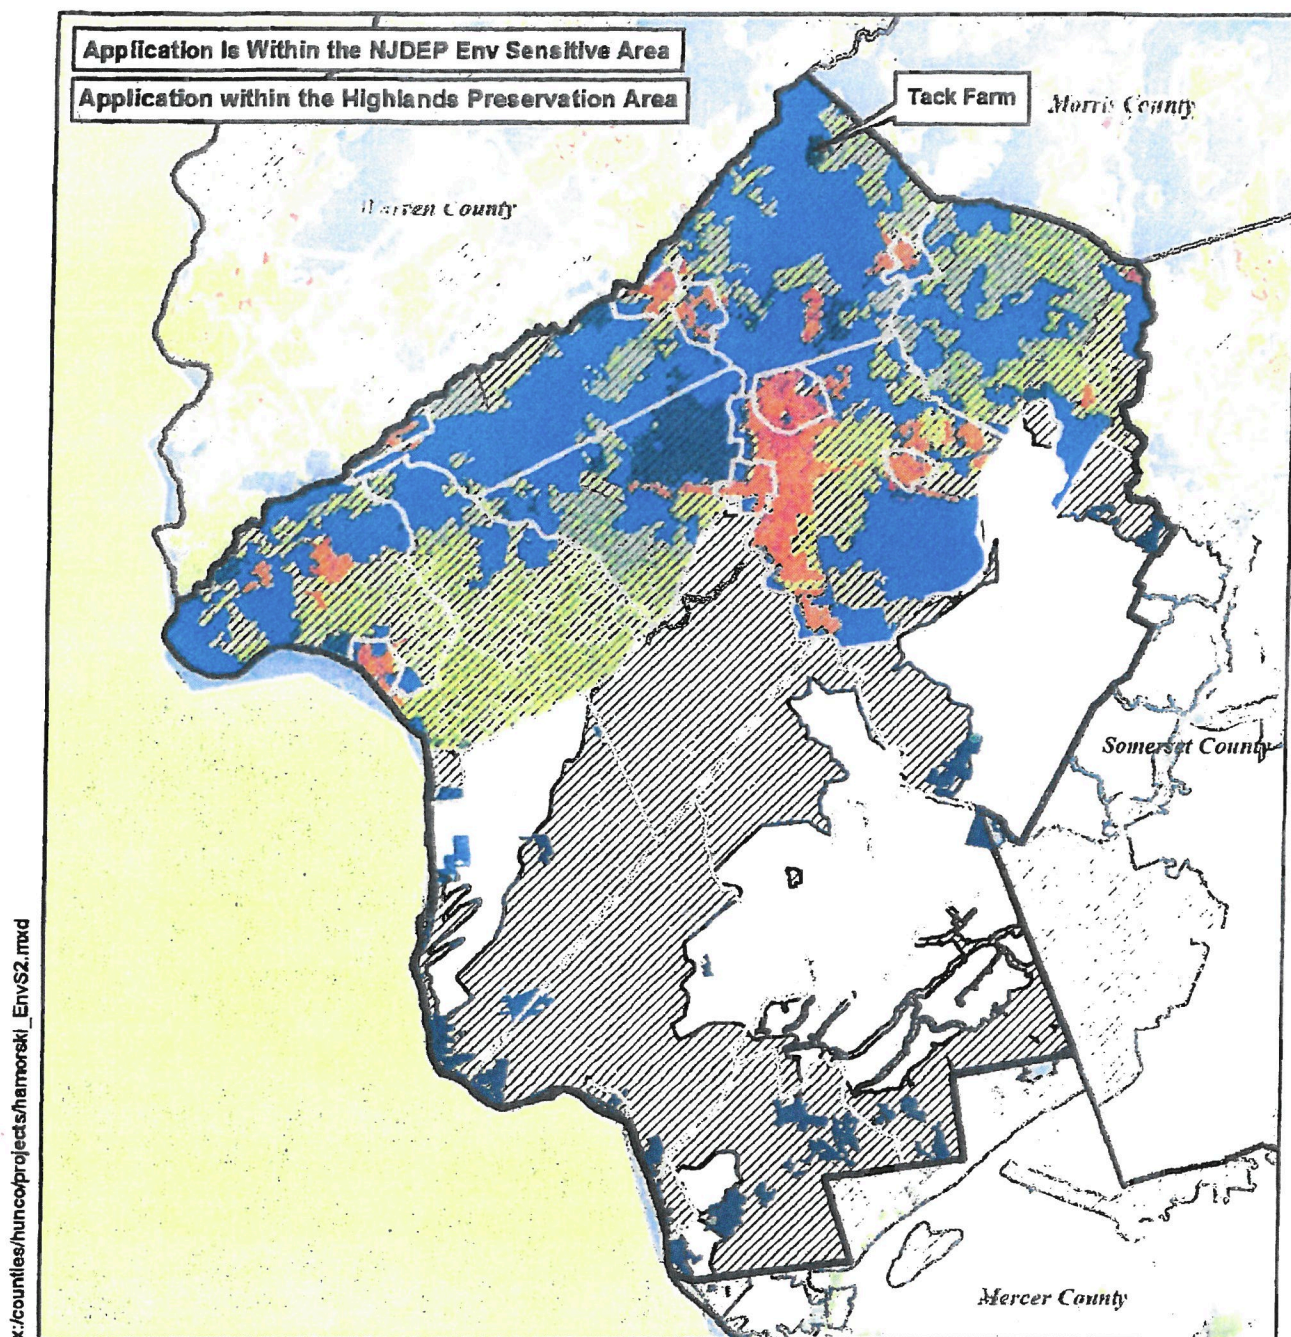 Application Is Within the NJDEP Env Sensitive Area
Application within the Highlands Preservation Area
Tack Farm
Morris County
Warren County
Somerset County
Mercer County
x:/counties/hunco/projects/hamorski_EnvS2.mxd